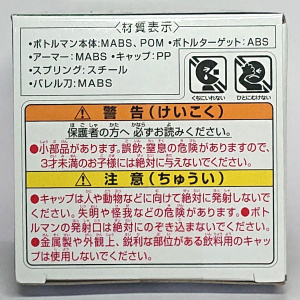 <材質表示>
・ボトルマン本体:MABS、POM ・ボトルターゲット:ABS
・アーマー:MABS ・キャップ:PP
・スプリング:スチール
・バレル刀:MABS
くちにいれない
ひとにむけない
警告(けいこく)
保護者の方へ 必ずお読みください。
●小部品があります。誤飲・窒息の危険がありますので、
3才未満のお子様には絶対に与えないでください。
注意(ちゅうい)
●キャップは人や動物などに向けて絶対に発射しないで
ください。失明や怪我などの危険があります。●ボト
ルマンの発射口は絶対にのぞき込まないでください。
●金属製や外観上、鋭利な部位がある飲料用のキャッ
プは使用しないでください。